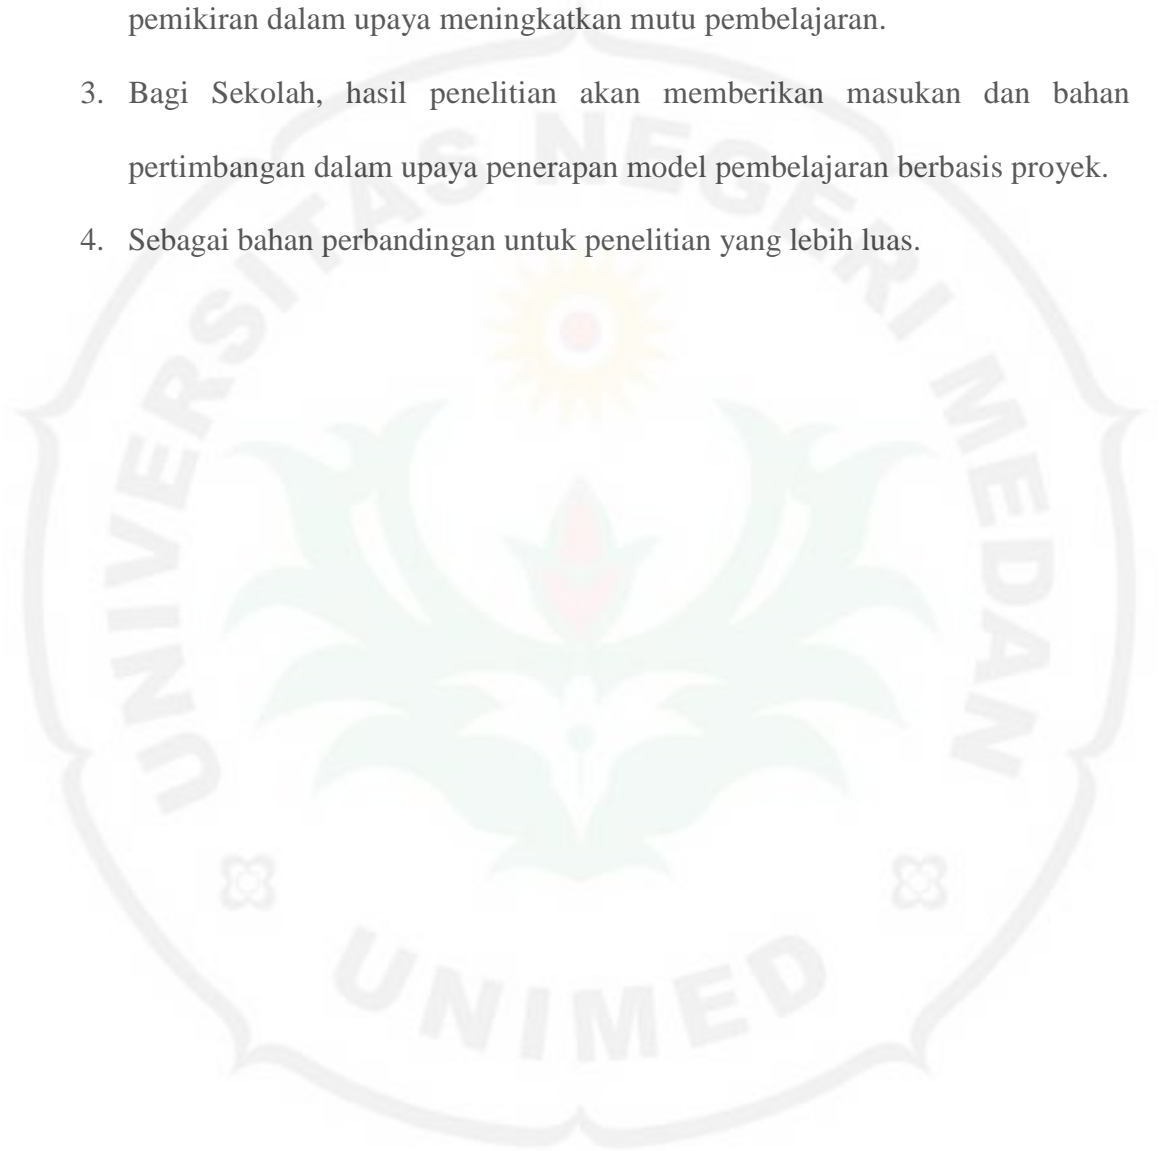 pemikiran dalam upaya meningkatkan mutu pembelajaran.
3. Bagi Sekolah, hasil penelitian akan memberikan masukan dan bahan
pertimbangan dalam upaya penerapan model pembelajaran berbasis proyek.
4. Sebagai bahan perbandingan untuk penelitian yang lebih luas.
UNIVERSITAS NEGERI MEDAN
UNIMED